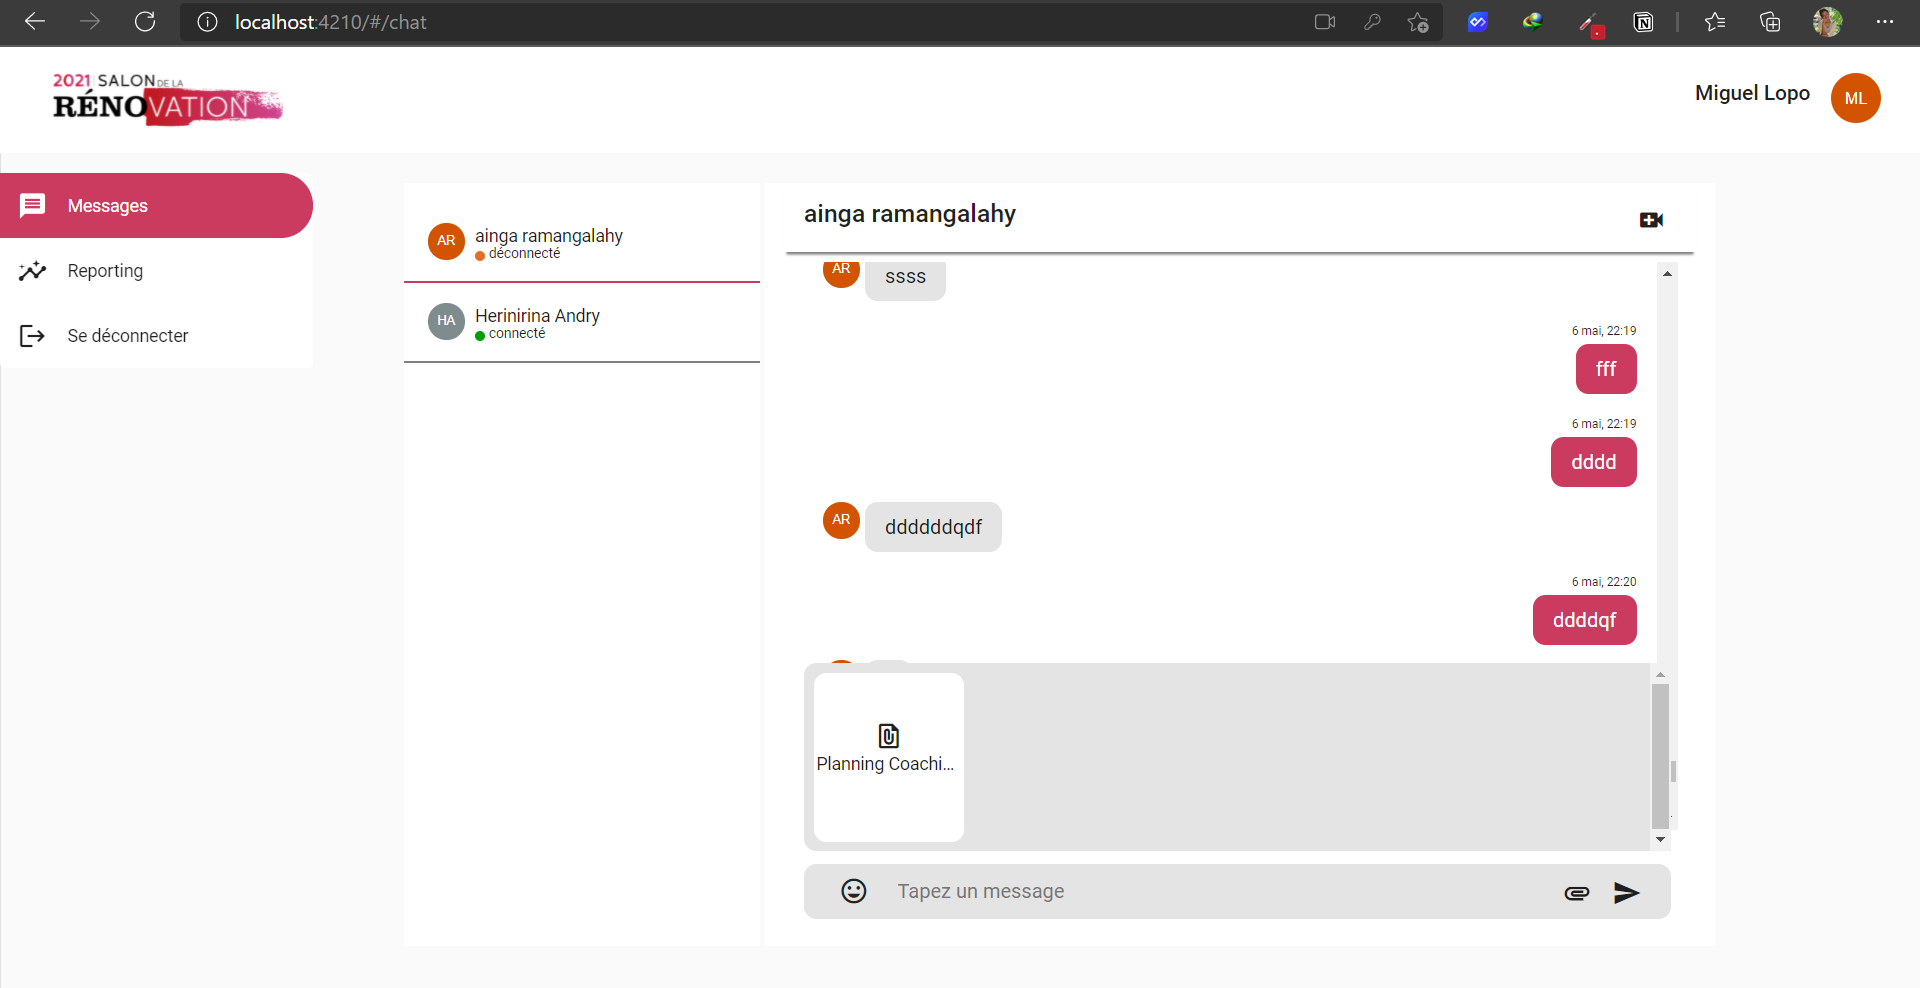 localhost:4210/#/chat
2021 SALON DE LA
RÉNOVATION
Miguel Lopo
ML
Messages
Reporting
Se déconnecter
AR
ainga ramangalahy
déconnecté
HA
Herinirina Andry
connecté
ainga ramangalahy
AR
ssss
6 mai, 22:19
fff
6 mai, 22:19
dddd
AR
ddddddqdf
6 mai, 22:20
ddddqf
Planning Coachi...
Tapez un message